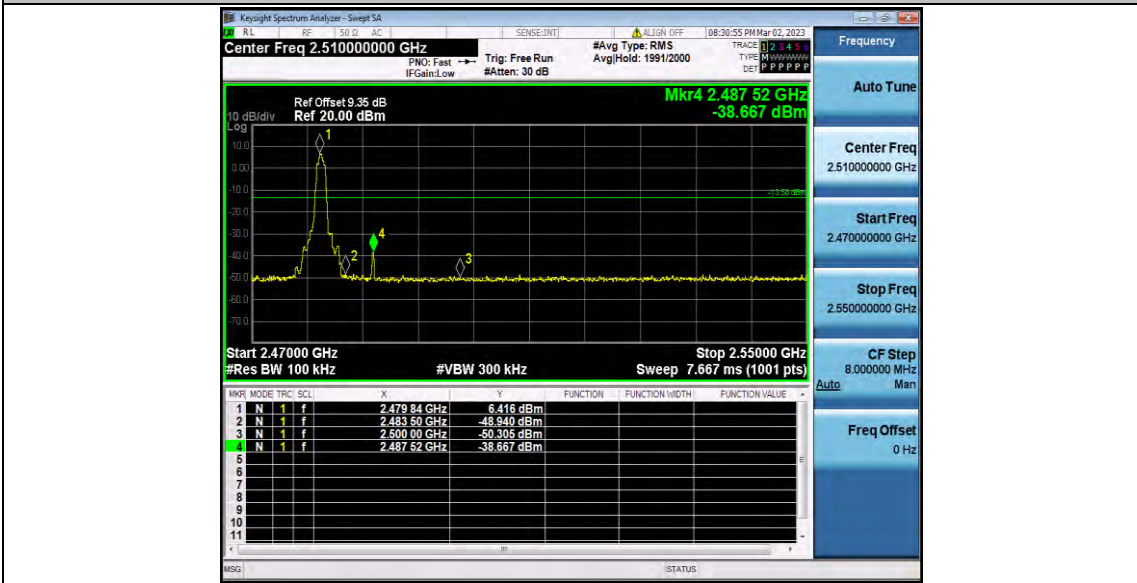 Keysight Spectrum Analyzer - Swept SA
RL RF 50 Ω AC SENSE:INT ALIGN OFF 08:30:55 PM Mar 02, 2023
Center Freq 2.510000000 GHz
PNO: Fast
IFGain:Low
Trig: Free Run
#Atten: 30 dB
#Avg Type: RMS
Avg|Hold: 1991/2000
TRACE 1 2 3 4 5 6
TYPE M
DET P P P P P P
Frequency
Auto Tune
Center Freq
2.510000000 GHz
Start Freq
2.470000000 GHz
Stop Freq
2.550000000 GHz
CF Step
8.000000 MHz
Auto Man
Freq Offset
0 Hz
Mkr4 2.487 52 GHz
-38.667 dBm
Ref Offset 9.35 dB
10 dB/div Ref 20.00 dBm
Log
10.0
0.00
-10.0
-20.0
-30.0
-40.0
-50.0
-60.0
-70.0
-13.58 dBm
1
2
3
4
Start 2.47000 GHz Stop 2.55000 GHz
#Res BW 100 kHz #VBW 300 kHz Sweep 7.667 ms (1001 pts)
MKR MODE TRC SCL X Y FUNCTION FUNCTION WIDTH FUNCTION VALUE
1 N 1 f 2.479 84 GHz 6.416 dBm
2 N 1 f 2.483 50 GHz -48.940 dBm
3 N 1 f 2.500 00 GHz -50.305 dBm
4 N 1 f 2.487 52 GHz -38.667 dBm
5
6
7
8
9
10
11
MSG STATUS